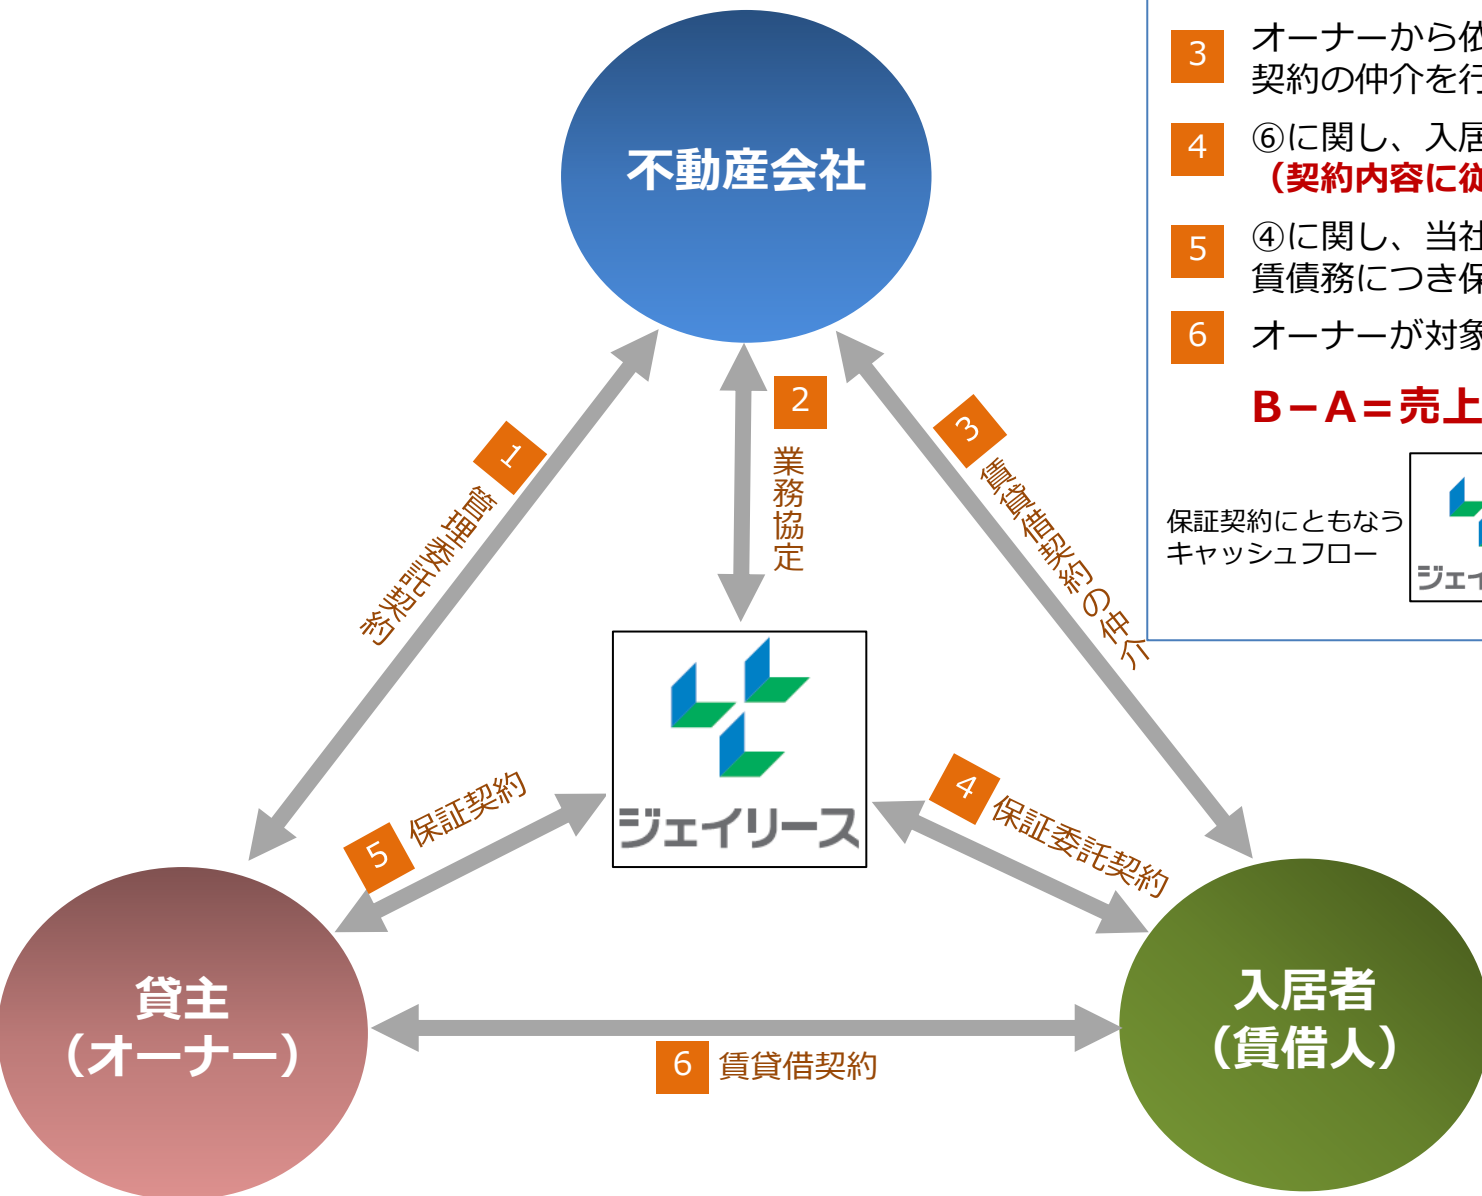 不動産会社
1
管理委託契約
2
業務協定
3
賃貸借契約の仲介
ジェイリース
5
保証契約
4
保証委託契約
貸主
(オーナー)
入居者
(賃借人)
6
賃貸借契約
3
オーナーから依
契約の仲介を行
4
⑥に関し、入居
(契約内容に従
5
④に関し、当社
賃債務につき保
6
オーナーが対象
B－A＝売上
保証契約にともなう
キャッシュフロー
ジェイ